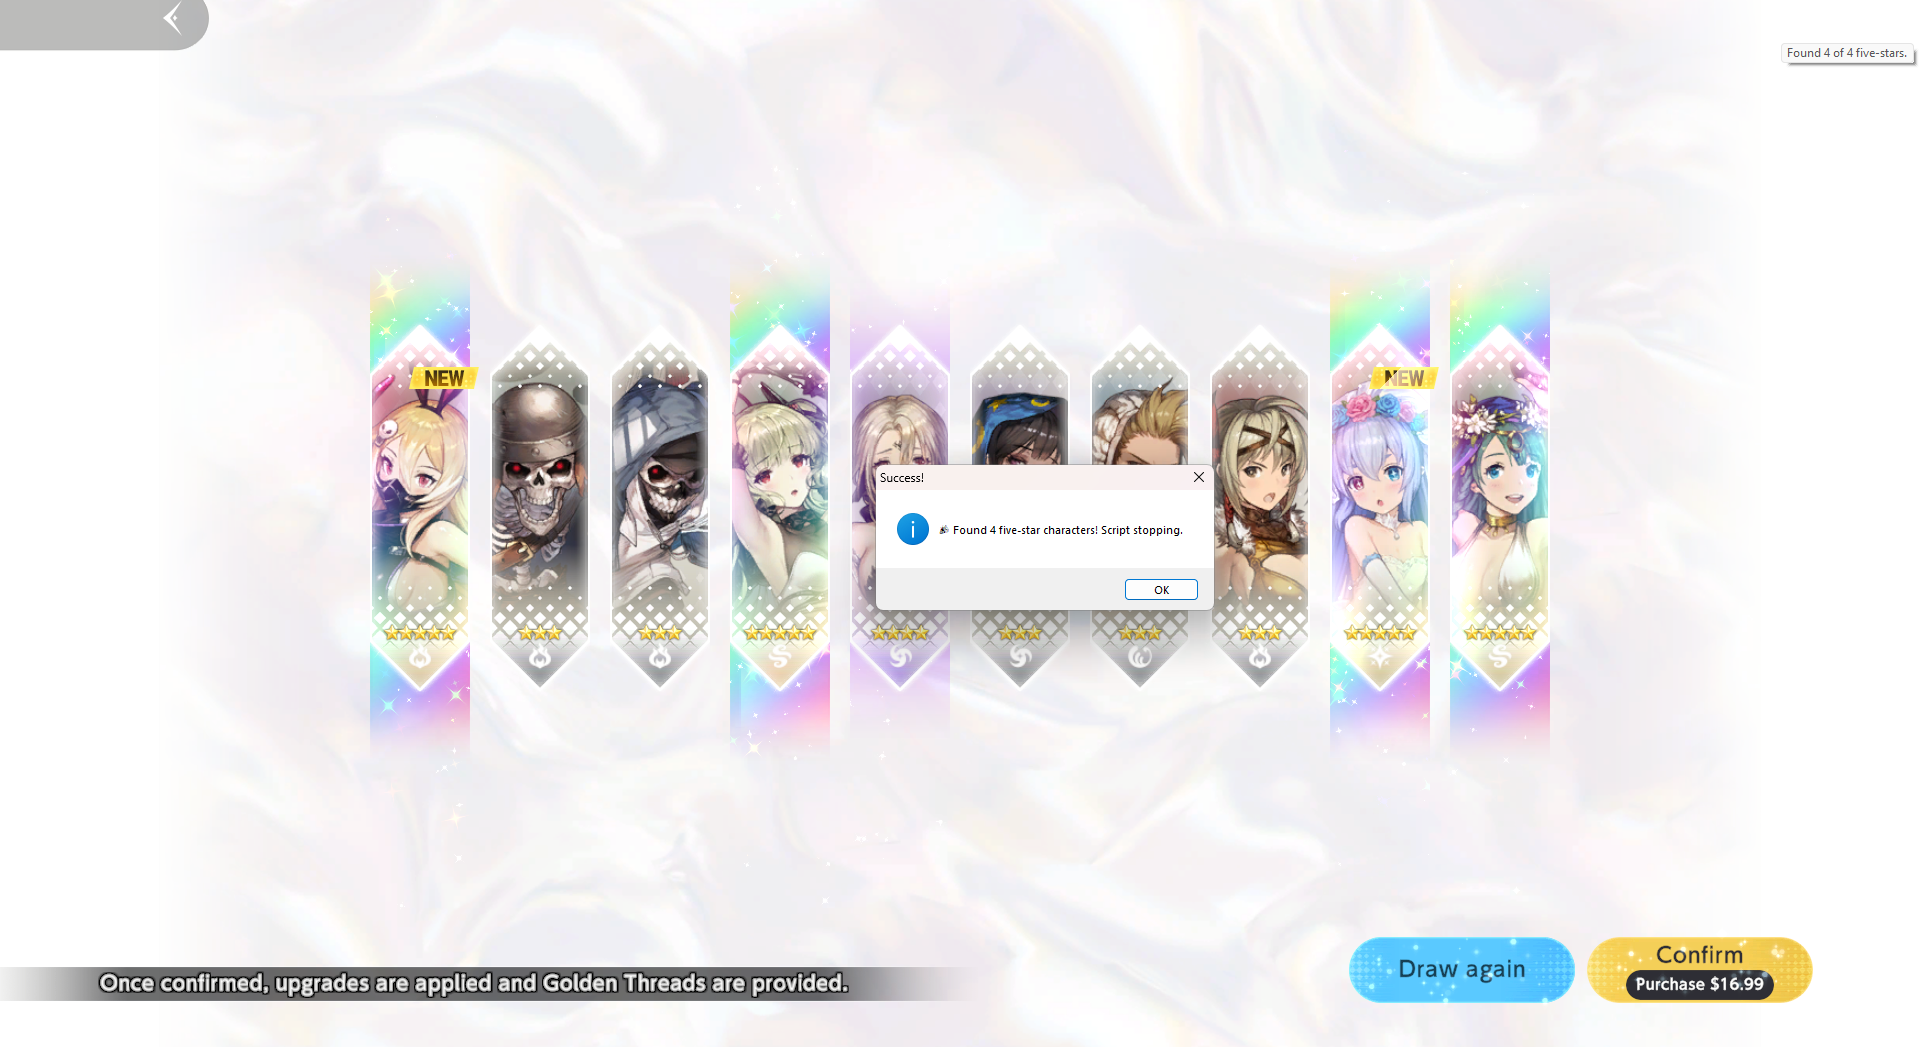 Found 4 of 4 five-stars.
NEW
NEW
Success!
Found 4 five-star characters! Script stopping.
OK
Once confirmed, upgrades are applied and Golden Threads are provided.
Draw again
Confirm
Purchase $16.99